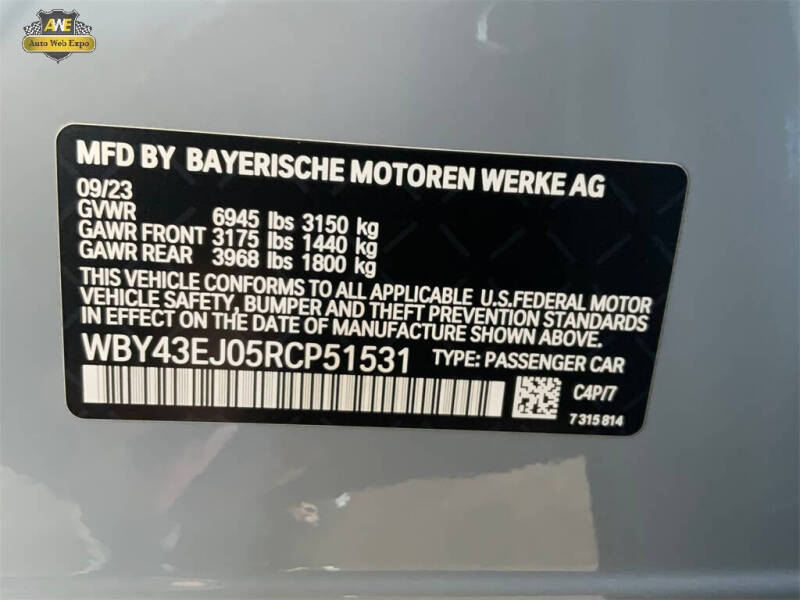 AWE
Auto Web Expo
MFD BY BAYERISCHE MOTOREN WERKE AG
09/23
GVWR 6945 lbs 3150 kg
GAWR FRONT 3175 lbs 1440 kg
GAWR REAR 3968 lbs 1800 kg
THIS VEHICLE CONFORMS TO ALL APPLICABLE U.S.FEDERAL MOTOR
VEHICLE SAFETY, BUMPER AND THEFT PREVENTION STANDARDS
IN EFFECT ON THE DATE OF MANUFACTURE SHOWN ABOVE.
WBY43EJ05RCP51531 TYPE: PASSENGER CAR
C4P/7
7 315 814